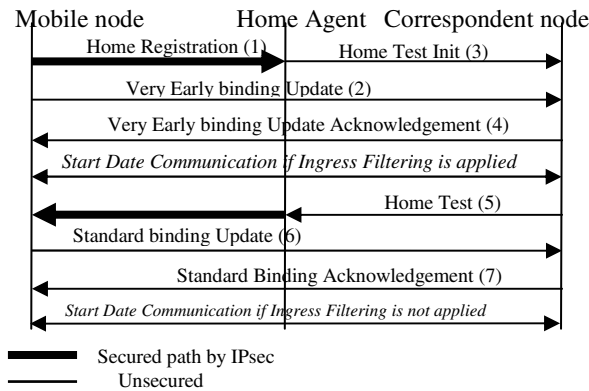 Mobile node
Home Agent
Correspondent node
Home Registration (1)
Home Test Init (3)
Very Early binding Update (2)
Very Early binding Update Acknowledgement (4)
Start Date Communication if Ingress Filtering is applied
Home Test (5)
Standard binding Update (6)
Standard Binding Acknowledgement (7)
Start Date Communication if Ingress Filtering is not applied
Secured path by IPsec
Unsecured